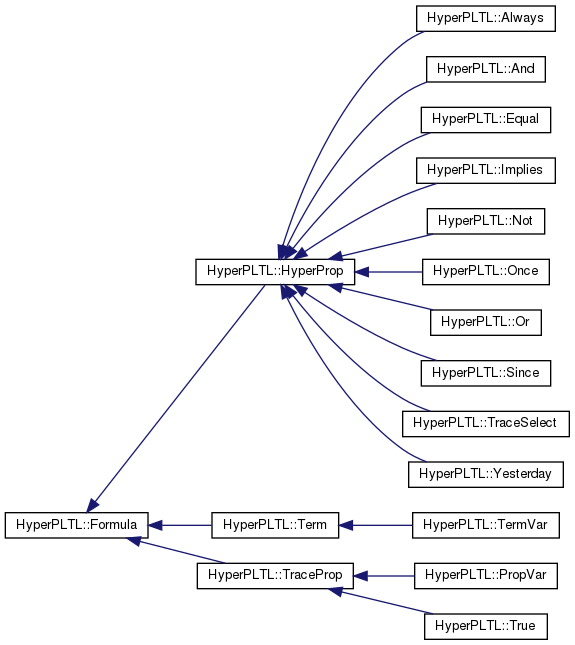 HyperPLTL::Always
HyperPLTL::And
HyperPLTL::Equal
HyperPLTL::Implies
HyperPLTL::Not
HyperPLTL::HyperProp
HyperPLTL::Once
HyperPLTL::Or
HyperPLTL::Since
HyperPLTL::TraceSelect
HyperPLTL::Yesterday
HyperPLTL::Formula
HyperPLTL::Term
HyperPLTL::TermVar
HyperPLTL::TraceProp
HyperPLTL::PropVar
HyperPLTL::True